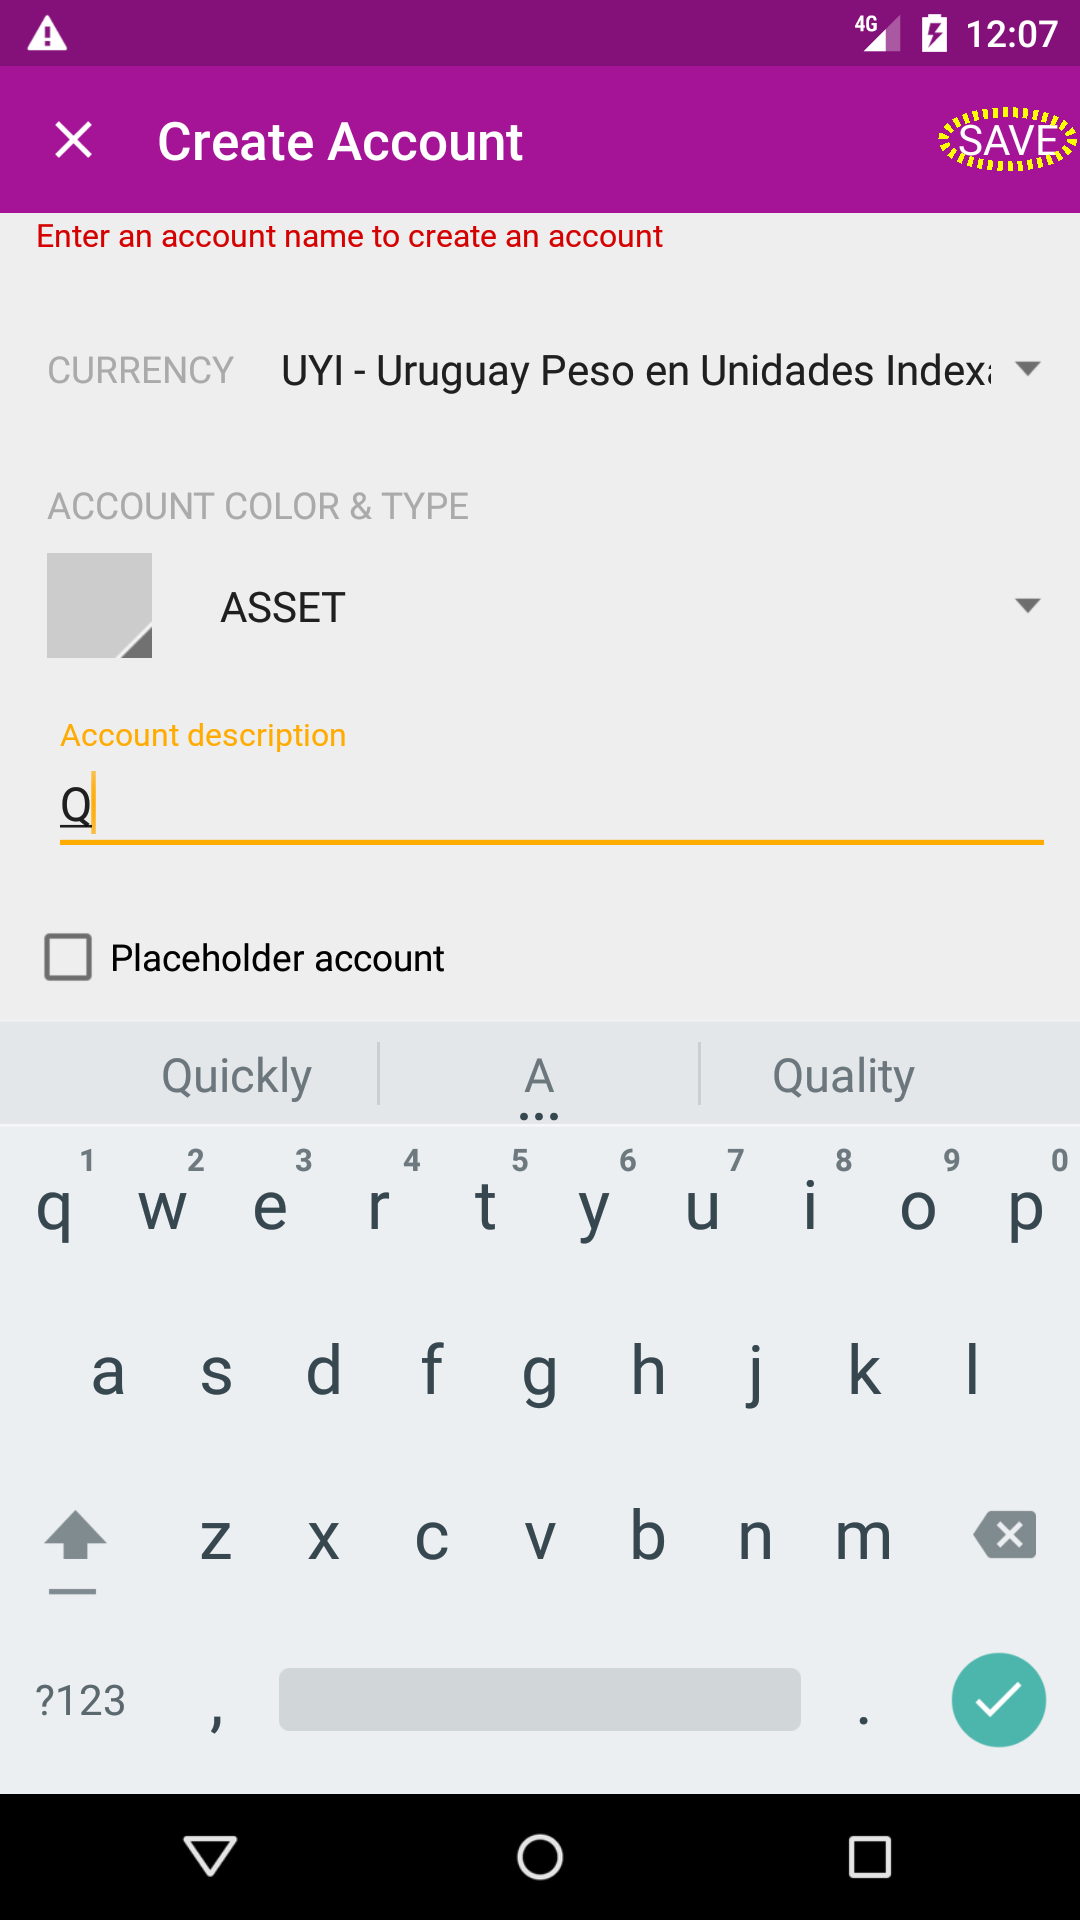 4G 12:07
Create Account
SAVE
Enter an account name to create an account
CURRENCY UYI - Uruguay Peso en Unidades Indexa
ACCOUNT COLOR & TYPE
ASSET
Account description
Q
Placeholder account
Quickly A Quality
1 2 3 4 5 6 7 8 9 0
q w e r t y u i o p
a s d f g h j k l
z x c v b n m
?123 , .